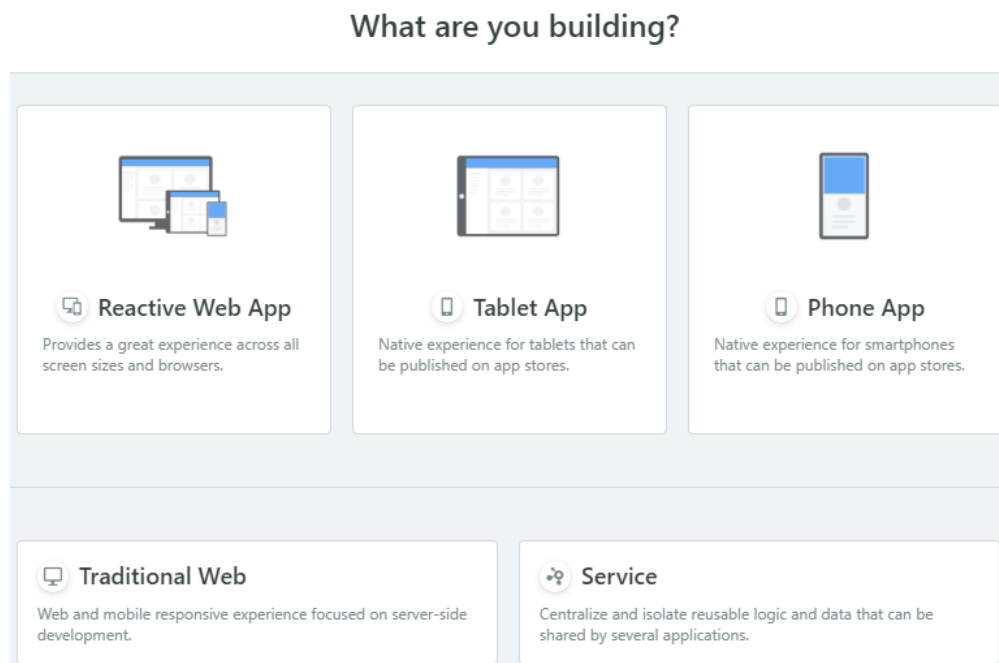 What are you building?
Reactive Web App
Provides a great experience across all
screen sizes and browsers.
Tablet App
Native experience for tablets that can
be published on app stores.
Phone App
Native experience for smartphones
that can be published on app stores.
Traditional Web
Web and mobile responsive experience focused on server-side
development.
Service
Centralize and isolate reusable logic and data that can be
shared by several applications.